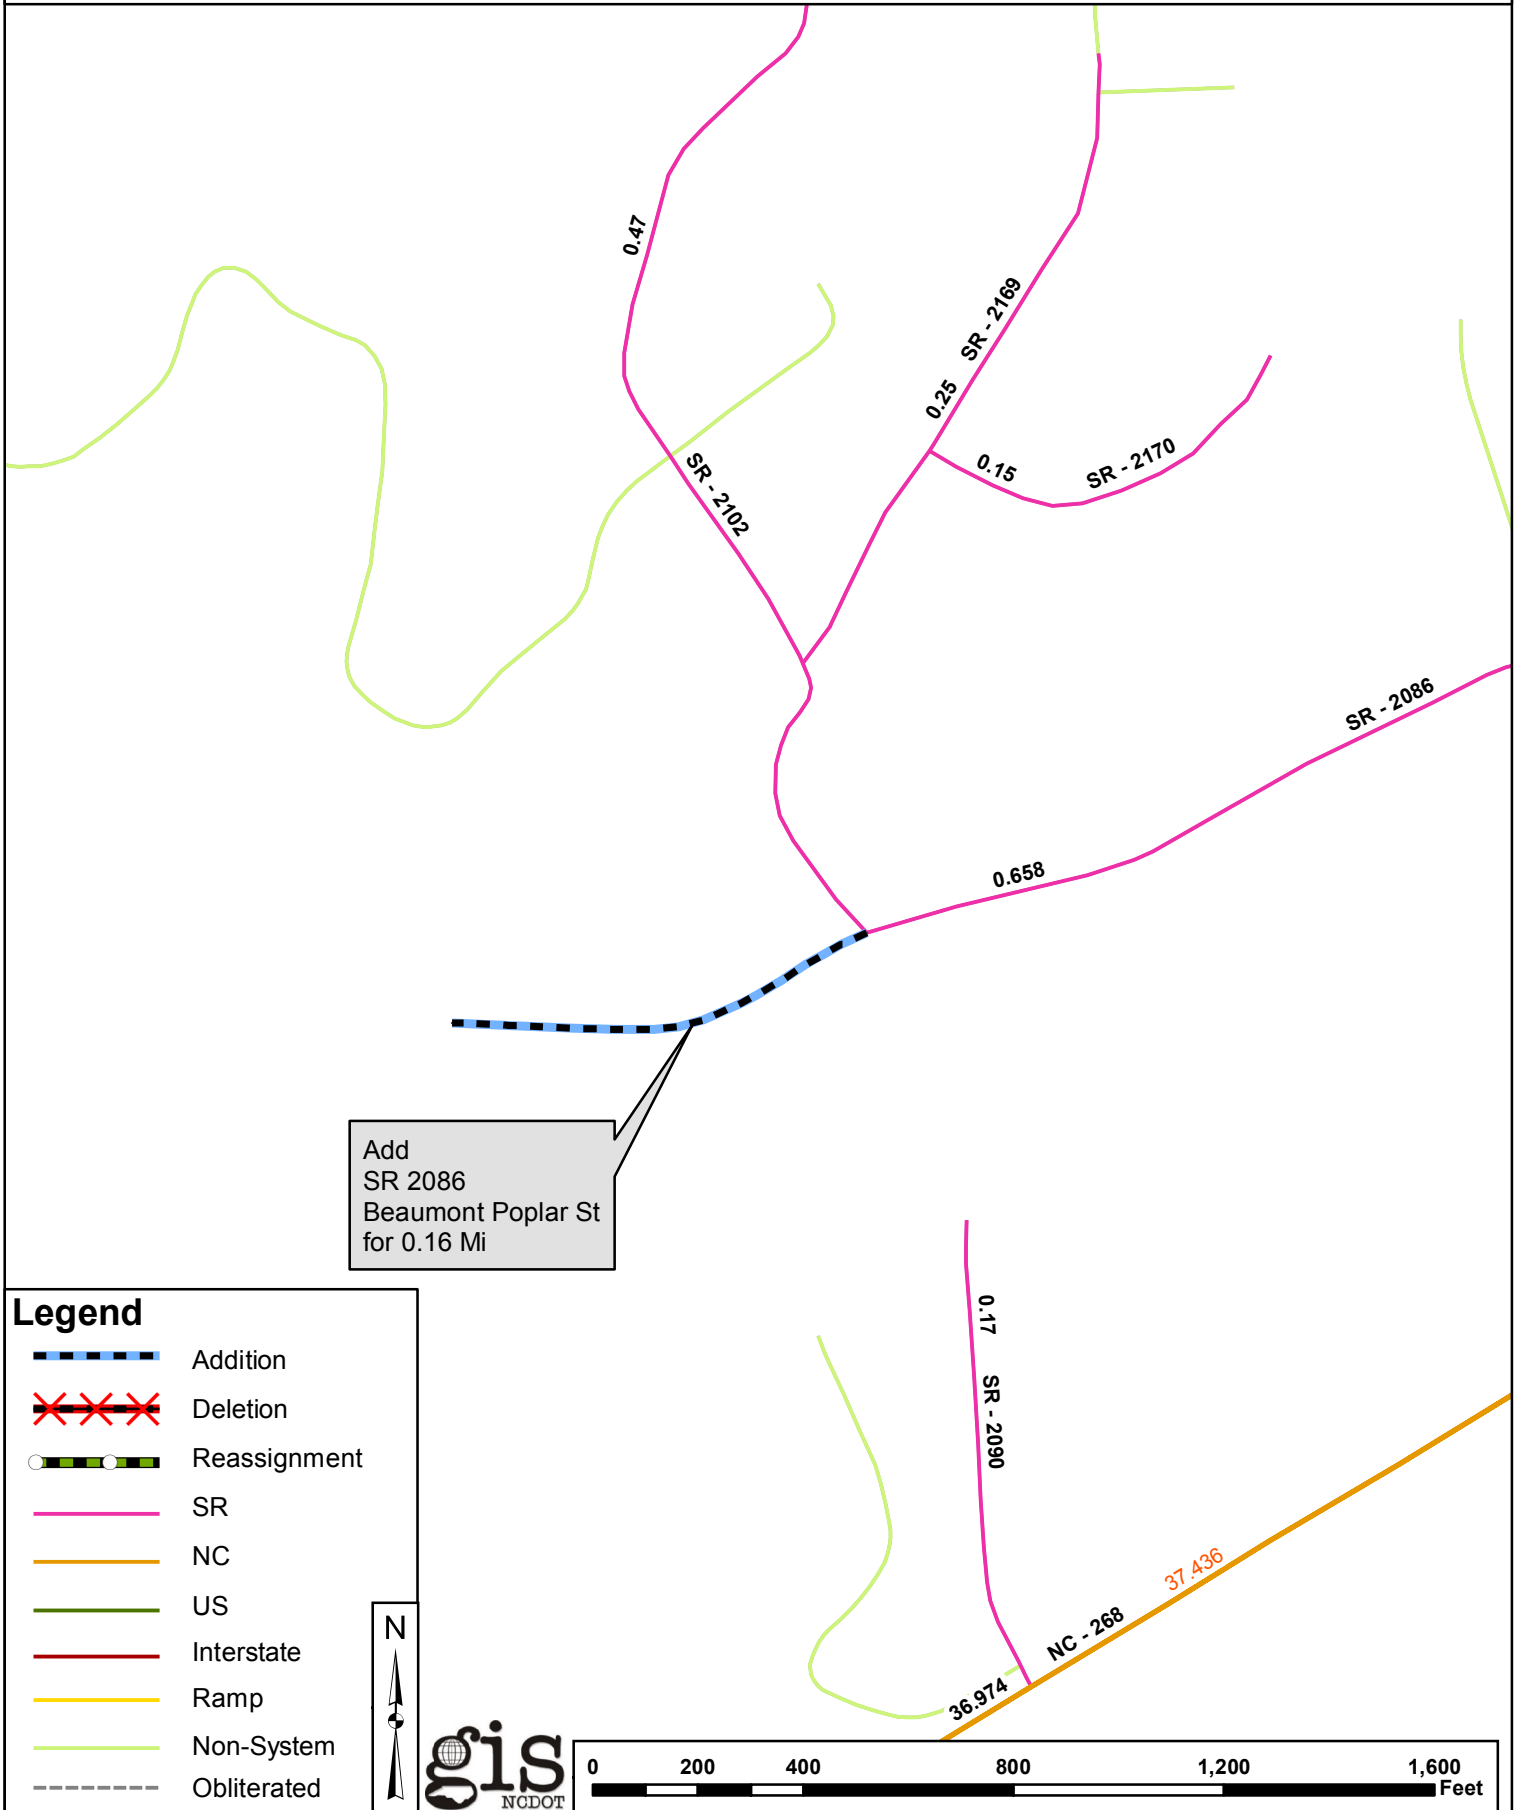 0.47
SR - 2169
0.25
0.15
SR - 2170
SR - 2102
SR - 2086
0.658
Add
SR 2086
Beaumont Poplar St
for 0.16 Mi
0.17
SR - 2090
37.436
NC - 268
36.974
Legend
Addition
Deletion
Reassignment
SR
NC
US
Interstate
Ramp
Non-System
Obliterated
N
gis
NCDOT
0 200 400 800 1,200 1,600
Feet